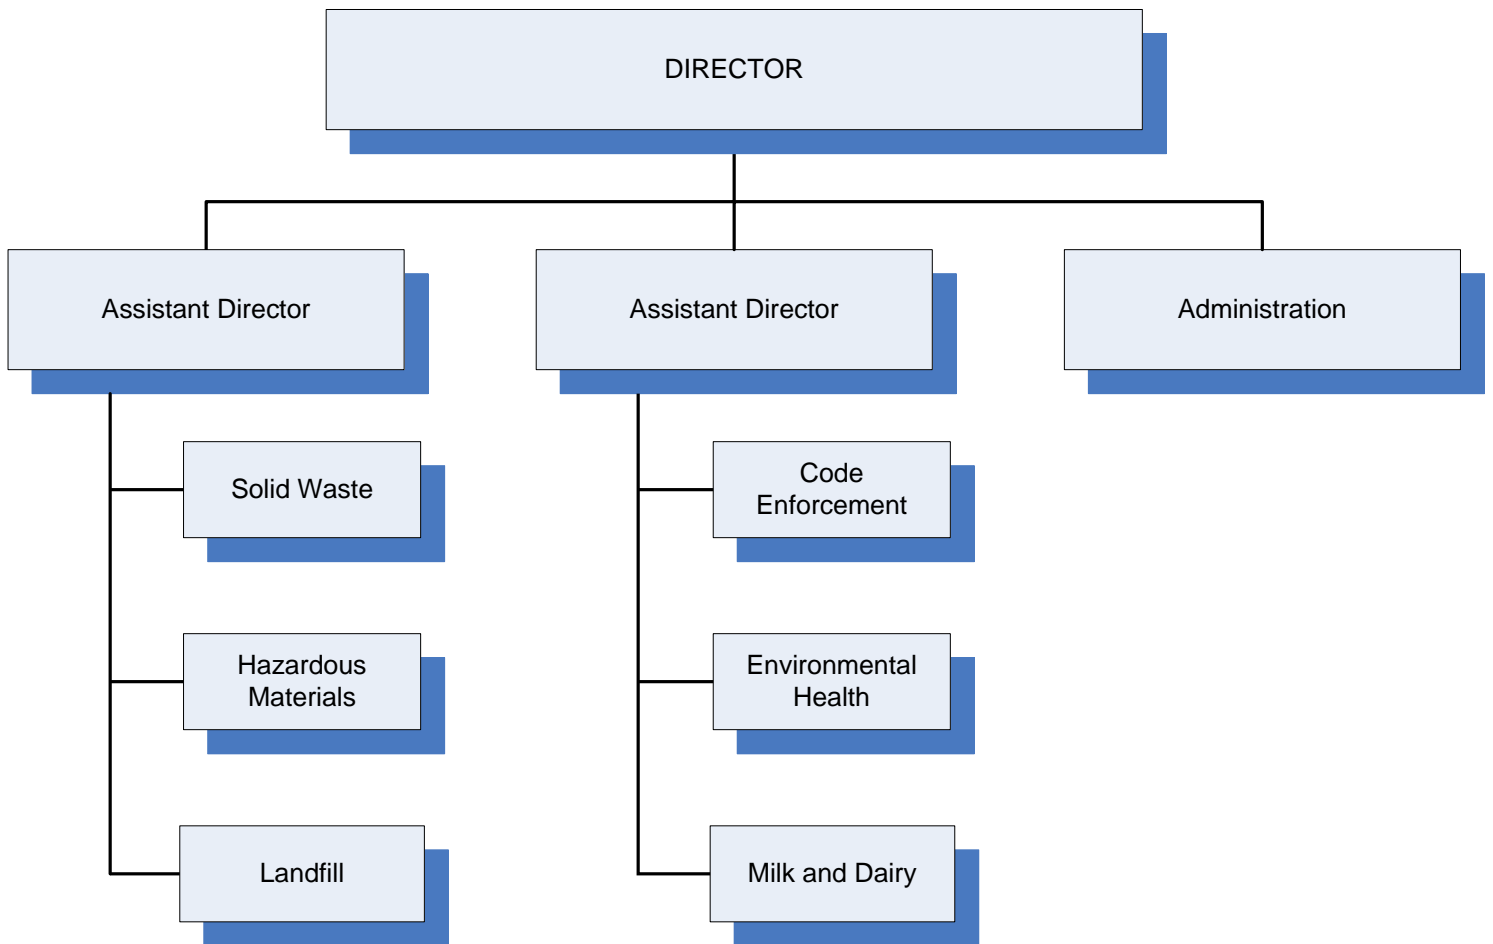 DIRECTOR
Assistant Director
Assistant Director
Administration
Solid Waste
Code
Enforcement
Hazardous
Materials
Environmental
Health
Landfill
Milk and Dairy